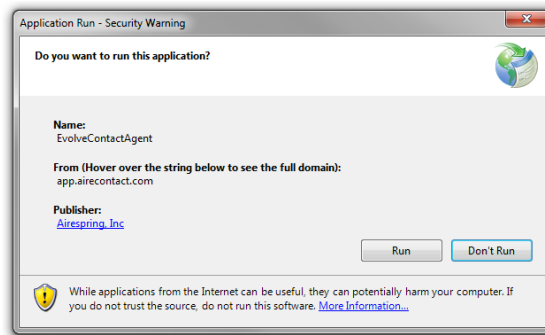 Application Run - Security Warning
Do you want to run this application?
Name:
EvolveContactAgent
From (Hover over the string below to see the full domain):
app.airecontact.com
Publisher:
Airespring, Inc
Run
Don't Run
While applications from the Internet can be useful, they can potentially harm your computer. If
you do not trust the source, do not run this software. More Information...